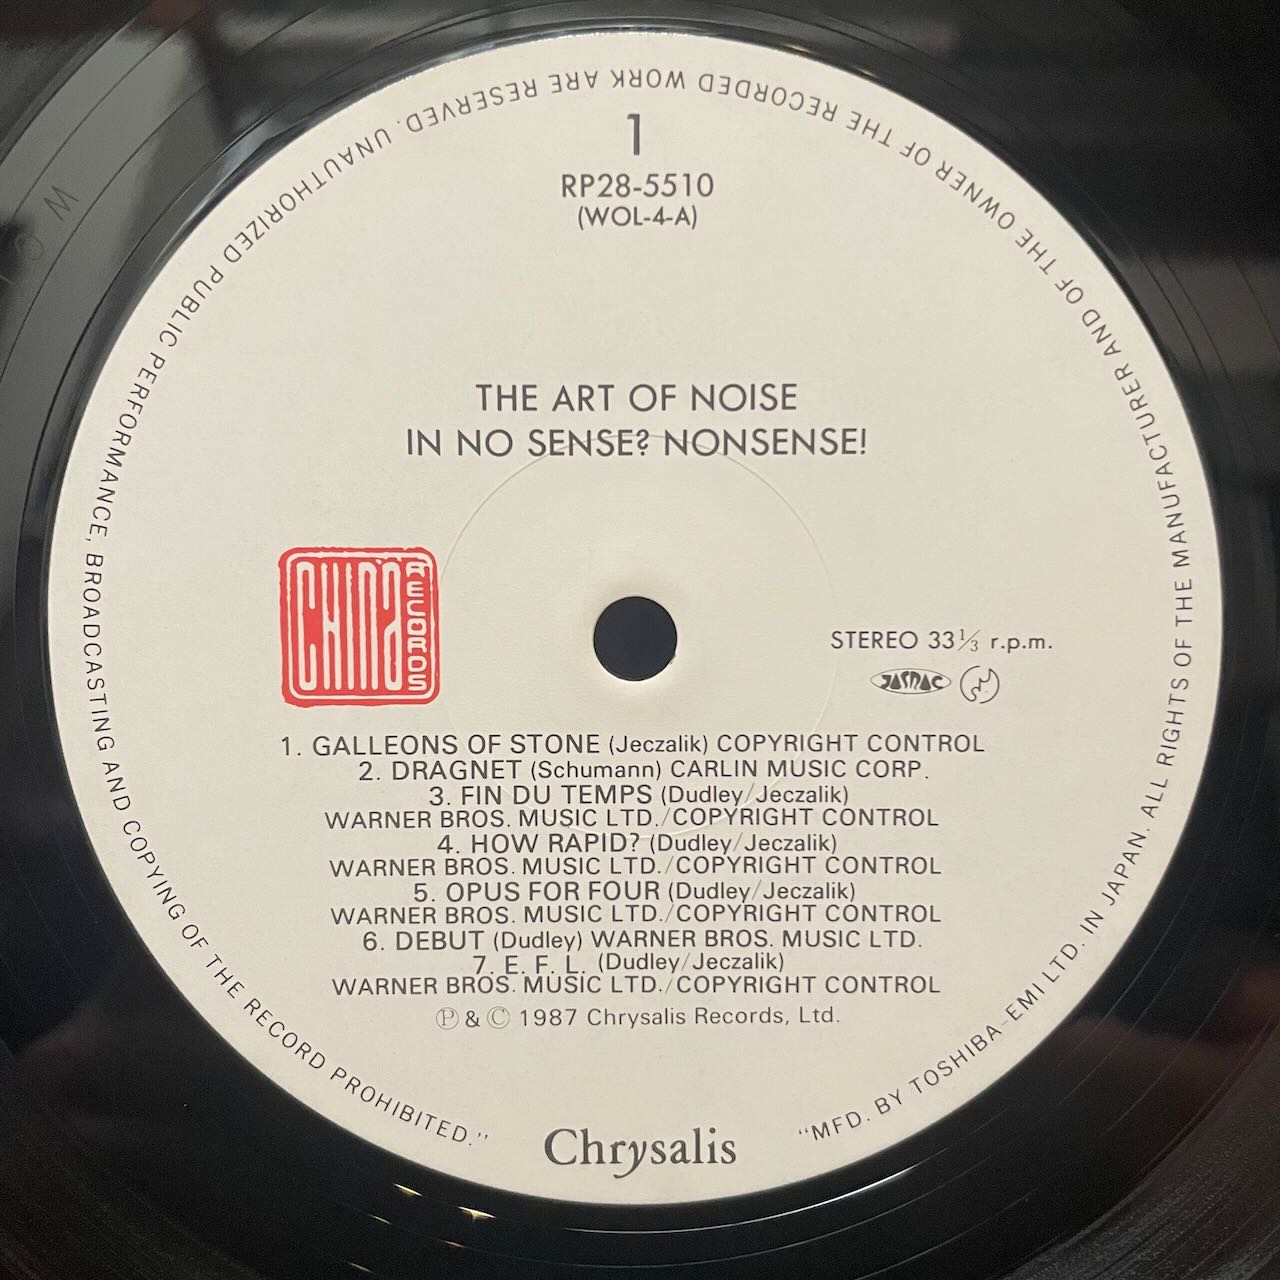 1
RP28-5510
(WOL-4-A)
THE ART OF NOISE
IN NO SENSE? NONSENSE!
CHINA
RECORDS
STEREO 33⅓ r.p.m.
JASRAC
1. GALLEONS OF STONE (Jeczalik) COPYRIGHT CONTROL
2. DRAGNET (Schumann) CARLIN MUSIC CORP.
3. FIN DU TEMPS (Dudley/Jeczalik)
WARNER BROS. MUSIC LTD./COPYRIGHT CONTROL
4. HOW RAPID? (Dudley/Jeczalik)
WARNER BROS. MUSIC LTD./COPYRIGHT CONTROL
5. OPUS FOR FOUR (Dudley/Jeczalik)
WARNER BROS. MUSIC LTD./COPYRIGHT CONTROL
6. DEBUT (Dudley) WARNER BROS. MUSIC LTD.
7. E. F. L. (Dudley/Jeczalik)
WARNER BROS. MUSIC LTD./COPYRIGHT CONTROL
Ⓟ & © 1987 Chrysalis Records, Ltd.
Chrysalis
“MFD. BY TOSHIBA-EMI LTD. IN JAPAN. ALL RIGHTS OF THE MANUFACTURER AND OF THE OWNER OF THE RECORDED WORK ARE RESERVED. UNAUTHORIZED PUBLIC PERFORMANCE, BROADCASTING AND COPYING OF THE RECORD PROHIBITED.”